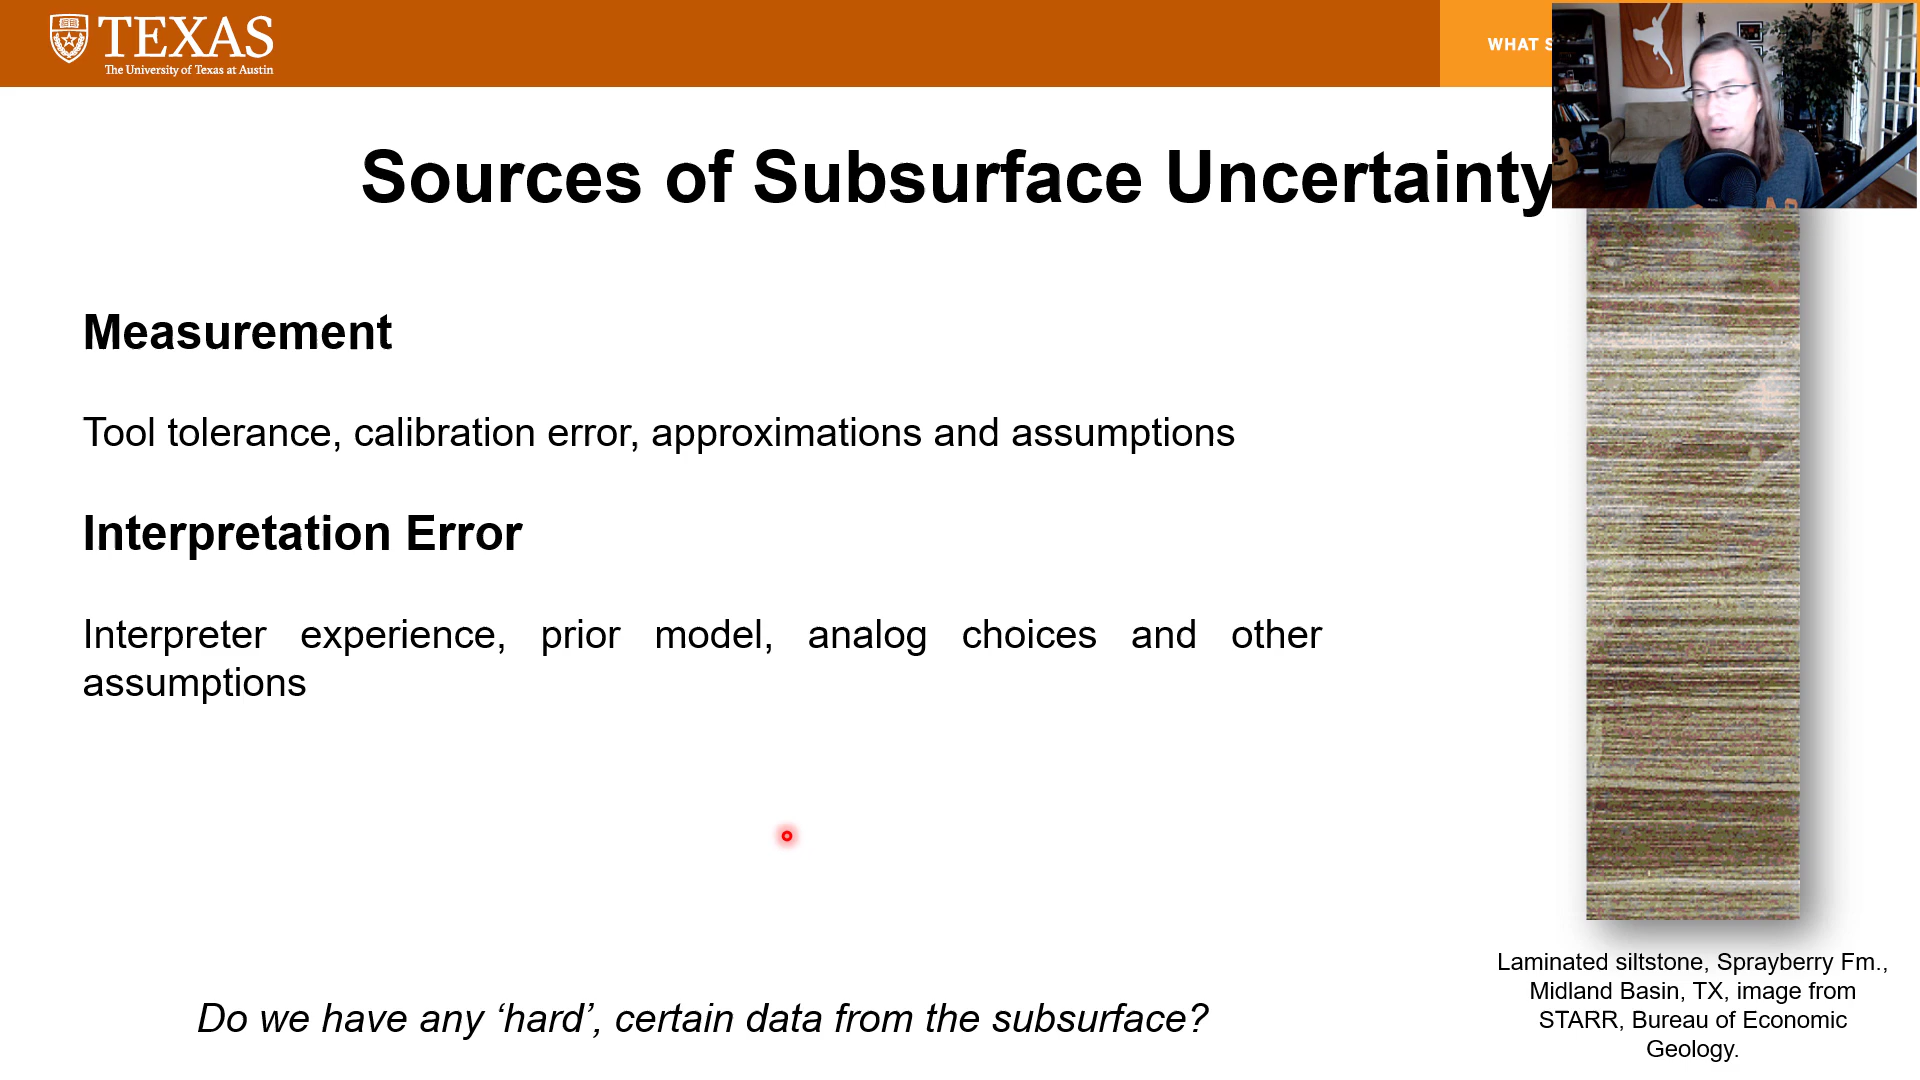 TEXAS
The University of Texas at Austin
WHAT
Sources of Subsurface Uncertainty
Measurement
Tool tolerance, calibration error, approximations and assumptions
Interpretation Error
Interpreter experience, prior model, analog choices and other
assumptions
Do we have any ‘hard’, certain data from the subsurface?
Laminated siltstone, Sprayberry Fm.,
Midland Basin, TX, image from
STARR, Bureau of Economic
Geology.